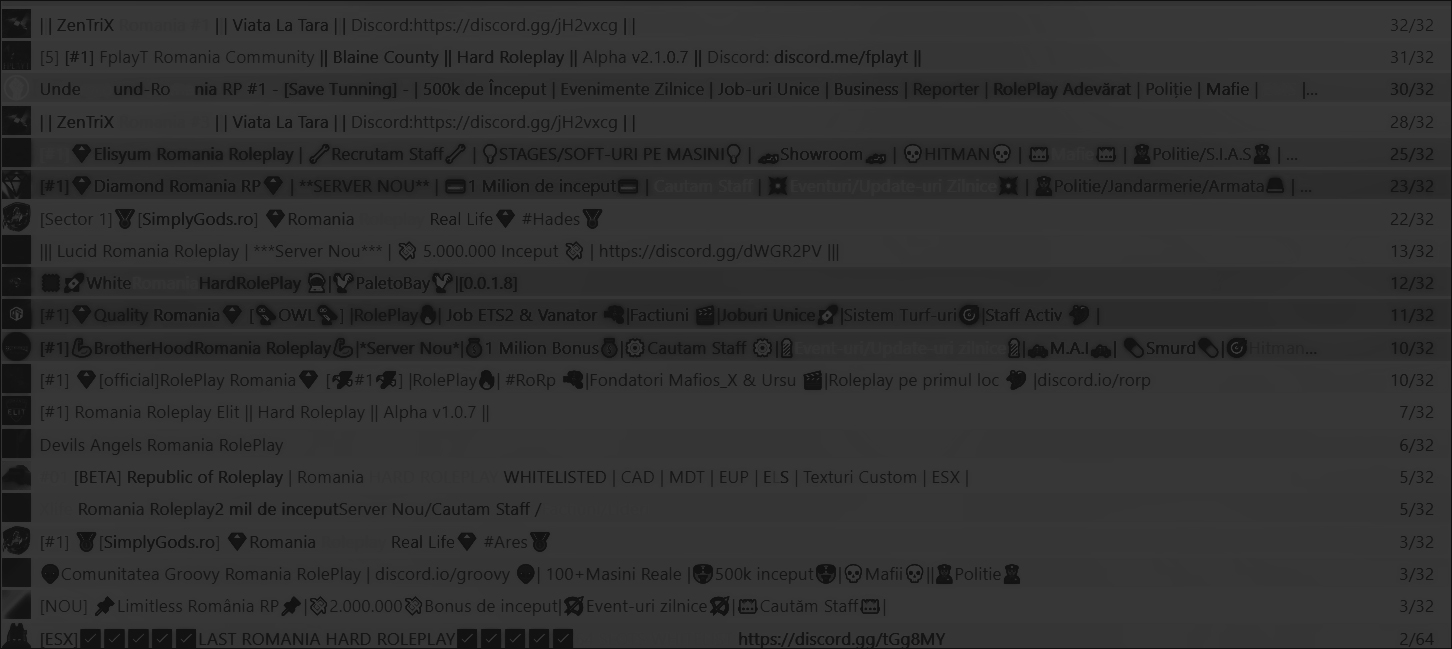 || ZenTriX Romania #1 || Viata La Tara || Discord:https://discord.gg/jH2vxcg || 32/32
[5] [#1] FplayT Romania Community || Blaine County || Hard Roleplay || Alpha v2.1.0.7 || Discord: discord.me/fplayt || 31/32
Unde und-Ro nia RP #1 - [Save Tunning] - | 500k de Început | Evenimente Zilnice | Job-uri Unice | Business | Reporter | RolePlay Adevărat | Poliție | Mafie | |... 30/32
|| ZenTriX || Viata La Tara || Discord:https://discord.gg/jH2vxcg || 28/32
💎Elisyum Romania Roleplay | 🦴Recrutam Staff🦴 | 💡STAGES/SOFT-URI PE MASINI💡 | Showroom | 💀HITMAN💀 | Mafie | Politie/S.I.A.S | ... 25/32
[#1]💎Diamond Romania RP💎 | **SERVER NOU** | 💳1 Milion de inceput💳 | Cautam Staff | Eventuri/Update-uri Zilnice | Politie/Jandarmerie/Armata | ... 23/32
[Sector 1][SimplyGods.ro] 💎Romania Real Life💎 #Hades 22/32
||| Lucid Romania Roleplay | ***Server Nou*** | 5.000.000 Inceput | https://discord.gg/dWGR2PV ||| 13/32
White Romania HardRolePlay |PaletoBay|[0.0.1.8] 12/32
[#1]💎Quality Romania💎 [OWL] |RolePlay| Job ETS2 & Vanator |Factiuni |Joburi Unice|Sistem Turf-uri|Staff Activ | 11/32
[#1]💪BrotherHoodRomania Roleplay💪|*Server Nou*|1 Milion Bonus|Cautam Staff |Event-uri/Update-uri zilnice|M.A.I| Smurd|Hitman... 10/32
[#1] 💎[official]RolePlay Romania💎 [#1] |RolePlay| #RoRp |Fondatori Mafios_X & Ursu |Roleplay pe primul loc |discord.io/rorp 10/32
ELIT [#1] Romania Roleplay Elit || Hard Roleplay || Alpha v1.0.7 || 7/32
Devils Angels Romania RolePlay 6/32
[BETA] Republic of Roleplay | Romania WHITELISTED | CAD | MDT | EUP | ELS | Texturi Custom | ESX | 5/32
Romania Roleplay2 mil de inceputServer Nou/Cautam Staff / 5/32
[#1] [SimplyGods.ro] 💎Romania Real Life💎 #Ares 3/32
Comunitatea Groovy Romania RolePlay | discord.io/groovy | 100+Masini Reale |500k inceput|💀Mafii💀||Politie 3/32
[NOU] 📌Limitless România RP📌|2.000.000Bonus de inceput|Event-uri zilnice|Cautăm Staff| 3/32
[ESX]✅✅✅✅✅LAST ROMANIA HARD ROLEPLAY✅✅✅✅✅ https://discord.gg/tGg8MY 2/64